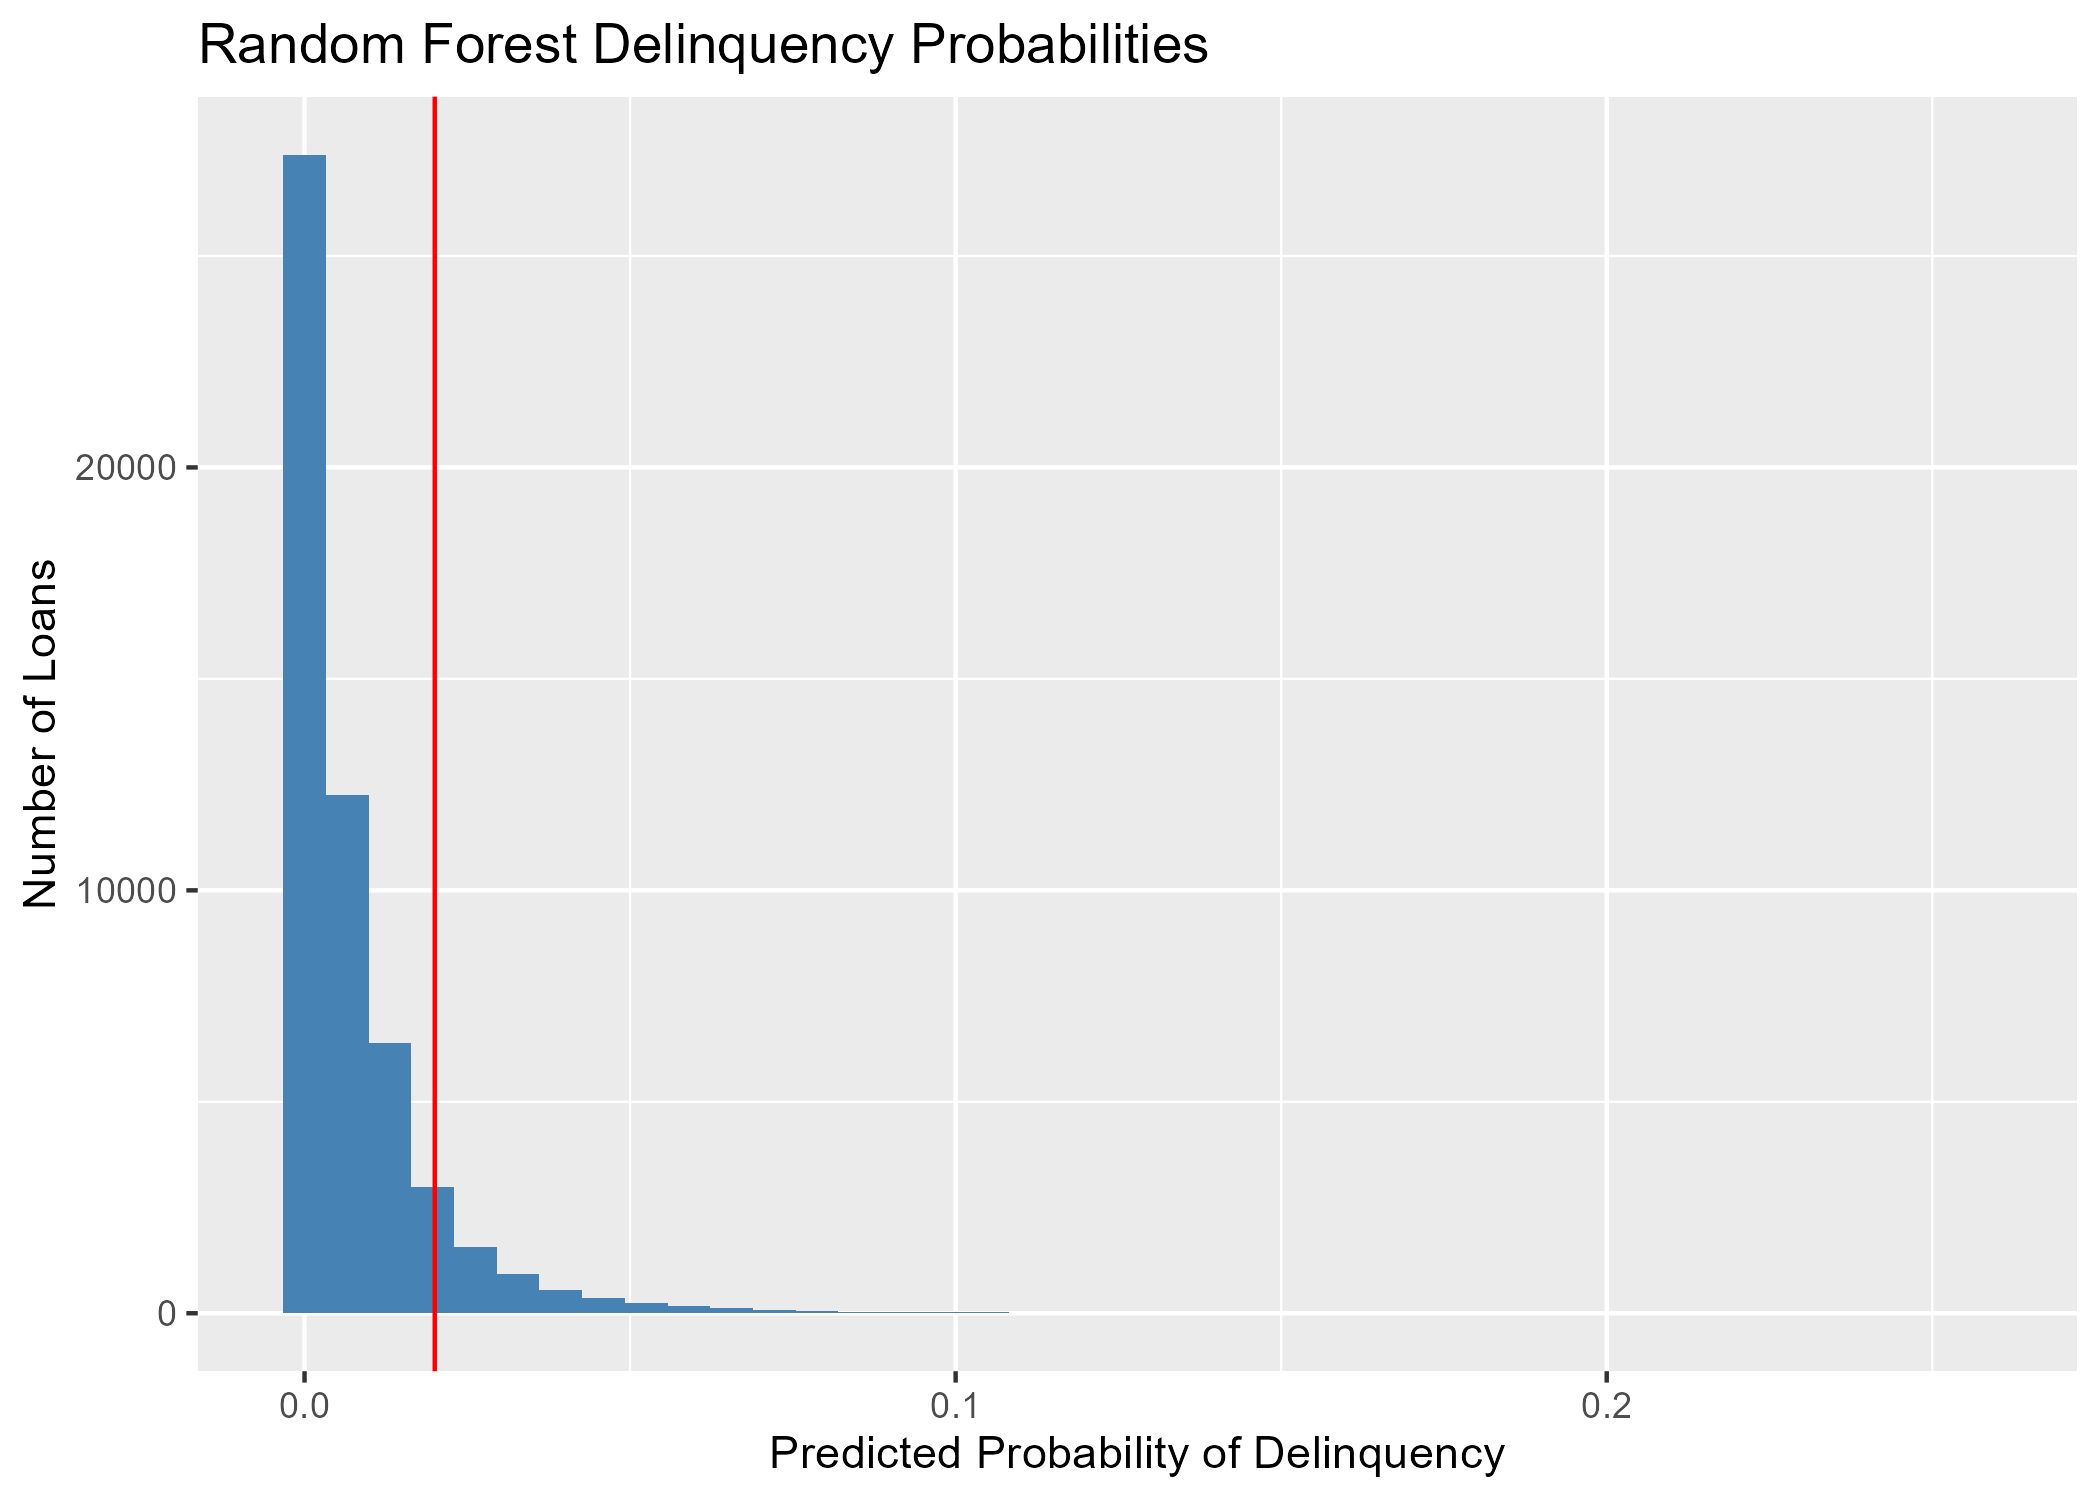 Random Forest Delinquency Probabilities
Number of Loans
20000
10000
0
0.0
0.1
0.2
Predicted Probability of Delinquency